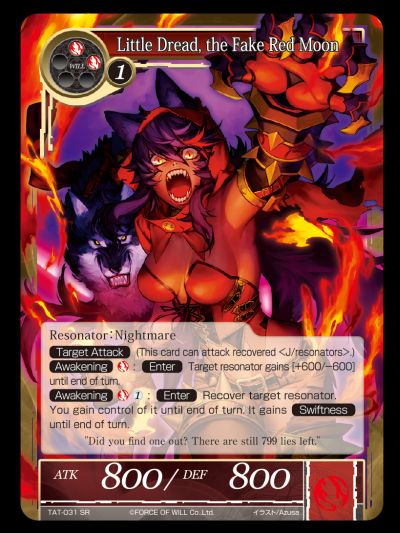 Little Dread, the Fake Red Moon
WILL
1
Resonator : Nightmare
Target Attack (This card can attack recovered <J/resonators>.)
Awakening : Enter Target resonator gains [+600/−600]
until end of turn.
Awakening 1 : Enter Recover target resonator.
You gain control of it until end of turn. It gains Swiftness
until end of turn.
"Did you find one out? There are still 799 lies left."
ATK 800 / DEF 800
TAT-031 SR ©FORCE OF WILL Co.,Ltd. イラスト/Azusa